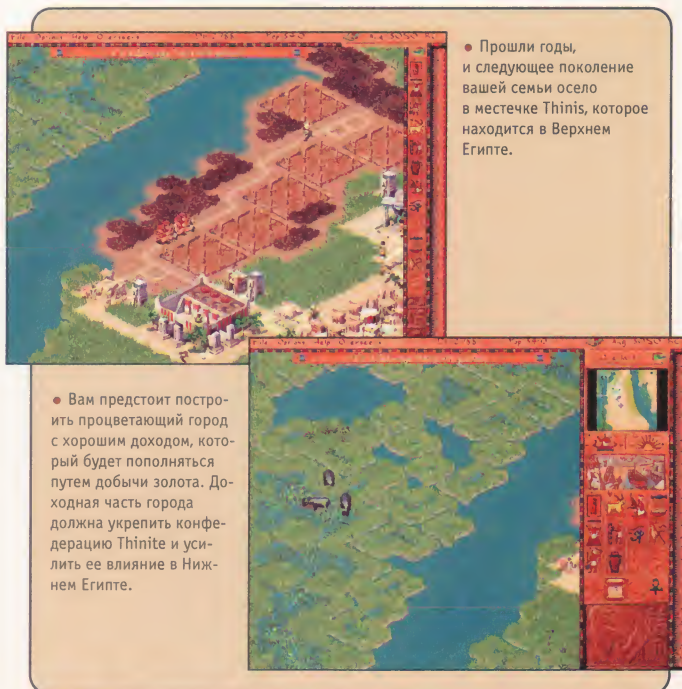 • Прошли годы,
и следующее поколение
вашей семьи осело
в местечке Thinis, которое
находится в Верхнем
Египте.
• Вам предстоит постро-
ить процветающий город
с хорошим доходом, кото-
рый будет пополняться
путем добычи золота. До-
ходная часть города
должна укрепить конфе-
дерацию Thinite и уси-
лить ее влияние в Ниж-
нем Египте.